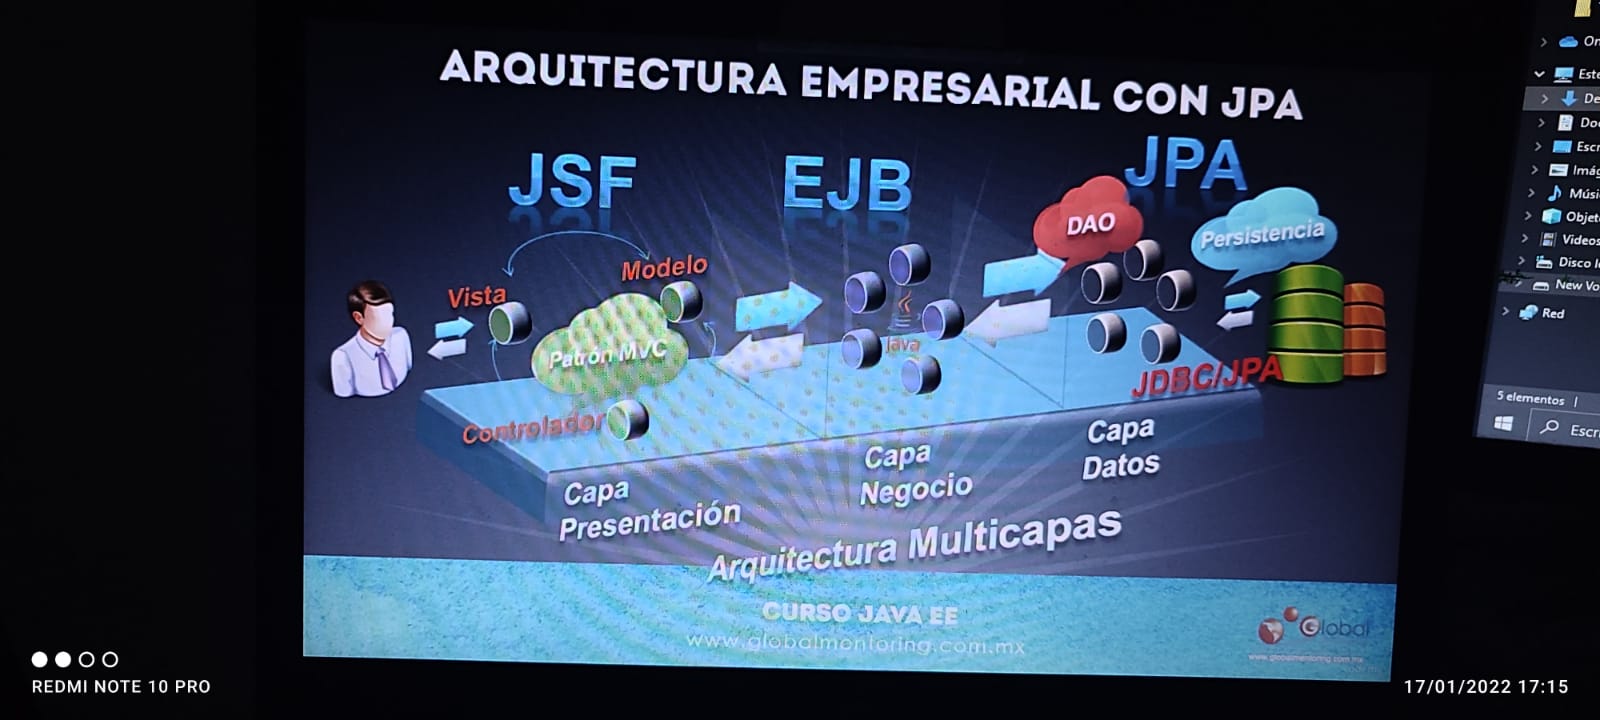 ARQUITECTURA EMPRESARIAL CON JPA
JSF
EJB
JPA
DAO
Persistencia
Vista
Modelo
Patrón MVC
Controlador
Java
JDBC/JPA
Capa
Presentación
Capa
Negocio
Capa
Datos
Arquitectura Multicapas
CURSO JAVA EE
www.globalmentoring.com.mx
Global
www.globalmentoring.com.mx
On
Este
De
Doc
Escr
Imág
Músi
Objet
Videos
Disco lo
New Vo
Red
5 elementos
Escri
REDMI NOTE 10 PRO
17/01/2022 17:15